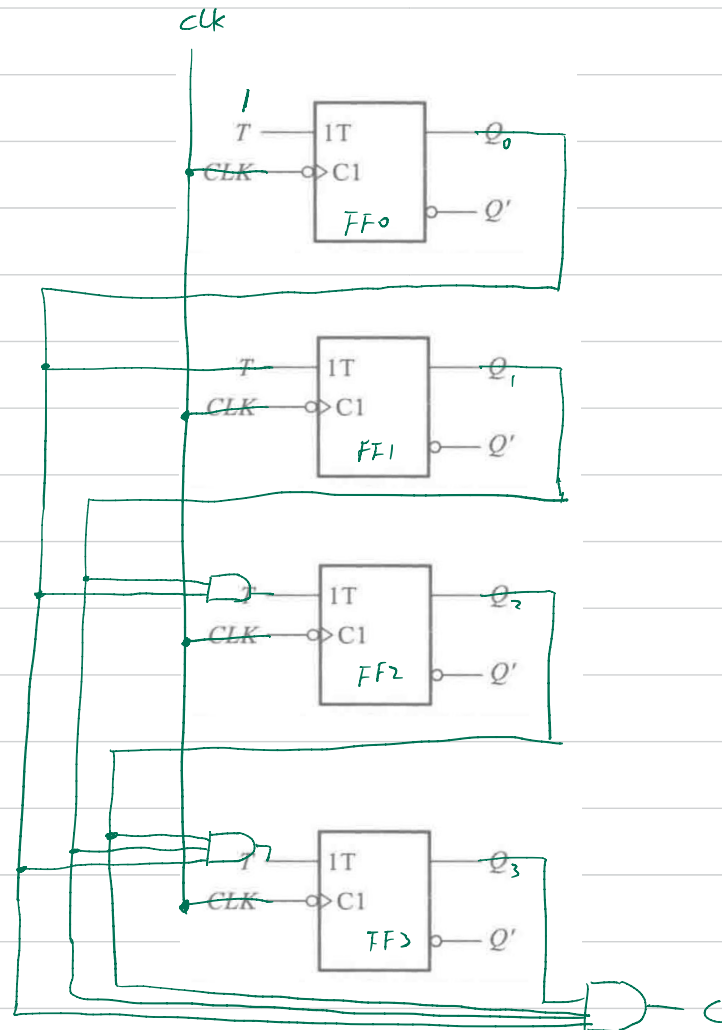 clk
1
T 1T Q0
CLK C1
FF0 Q'
T 1T Q1
CLK C1
FF1 Q'
T 1T Q2
CLK C1
FF2 Q'
T 1T Q3
CLK C1
FF3 Q'
C